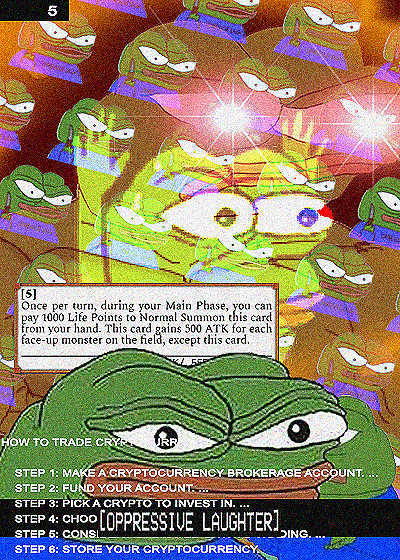 5
[5]
Once per turn, during your Main Phase, you can
pay 1000 Life Points to Normal Summon this card
from your hand. This card gains 500 ATK for each
face-up monster on the field, except this card.
HOW TO TRADE
STEP 1: MAKE A CRYPTOCURRENCY BROKERAGE ACCOUNT. ...
STEP 2: FUND YOUR ACCOUNT. ...
STEP 3: PICK A CRYPTO TO INVEST IN. ...
STEP 4: CHOO
[OPPRESSIVE LAUGHTER]
STEP 5: CONSI DING. ...
STEP 6: STORE YOUR CRYPTOCURRENCY.